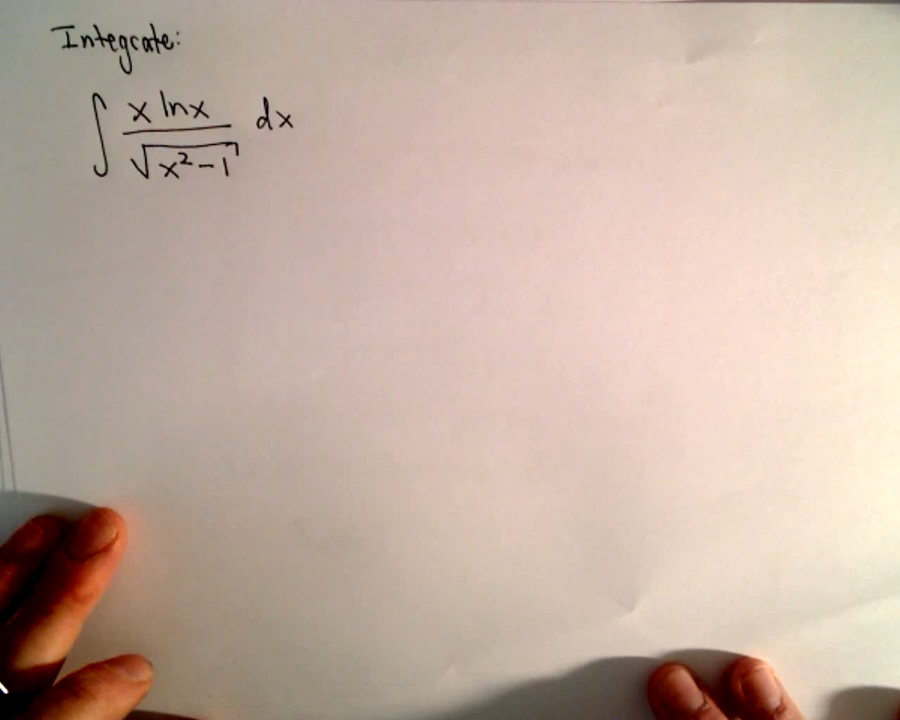 Integrate:
∫ x ln x / √(x² - 1) dx